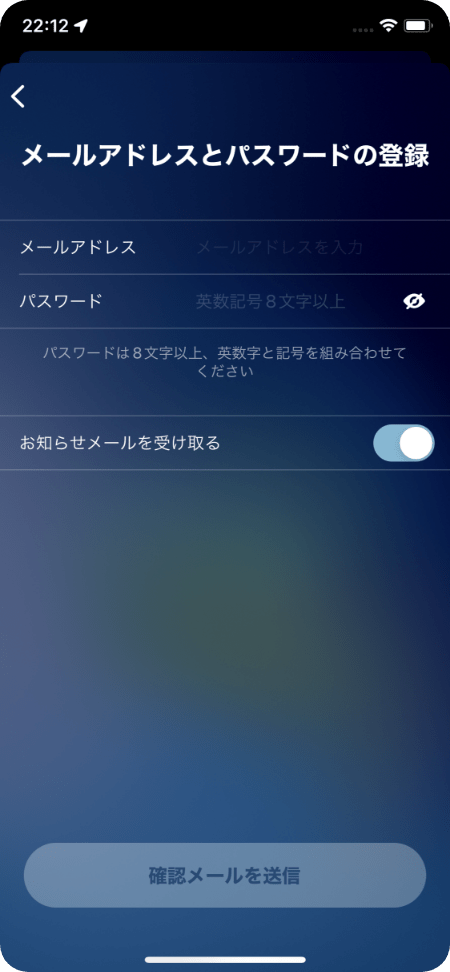 22:12
メールアドレスとパスワードの登録
メールアドレス メールアドレスを入力
パスワード 英数記号８文字以上
パスワードは８文字以上、英数字と記号を組み合わせて
ください
お知らせメールを受け取る
確認メールを送信